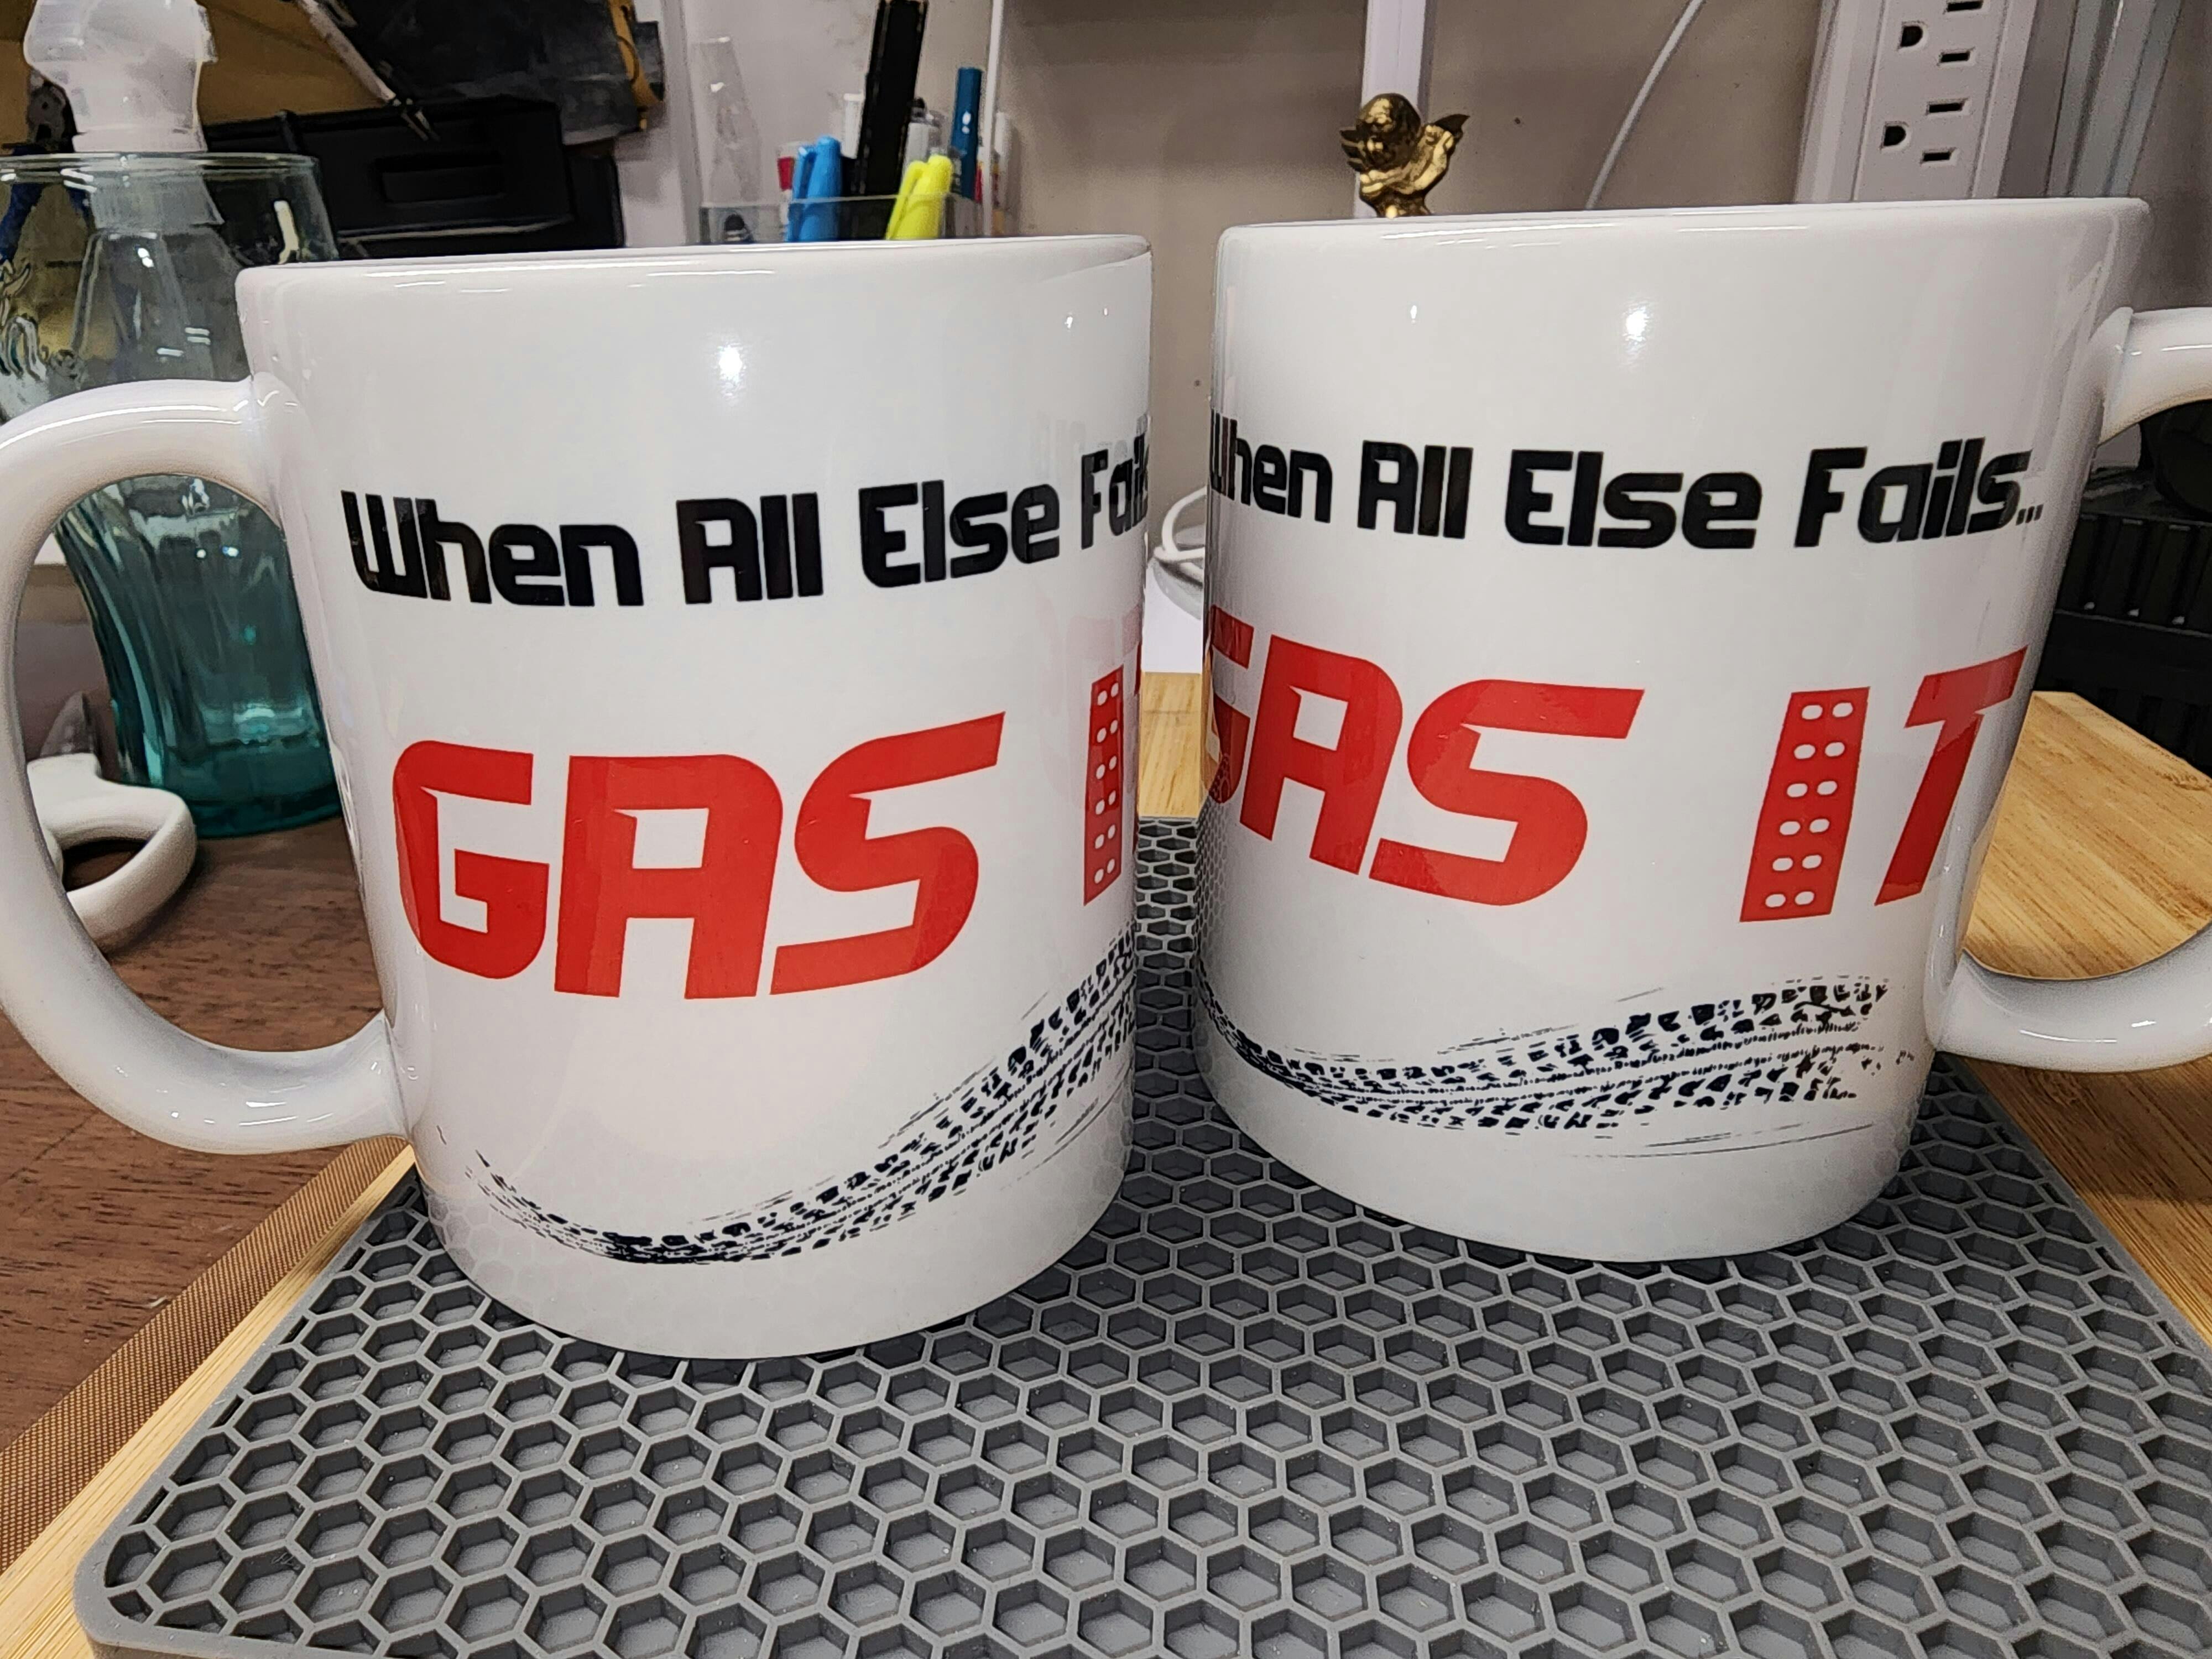 When All Else Fails
GAS I
When All Else Fails...
GAS IT